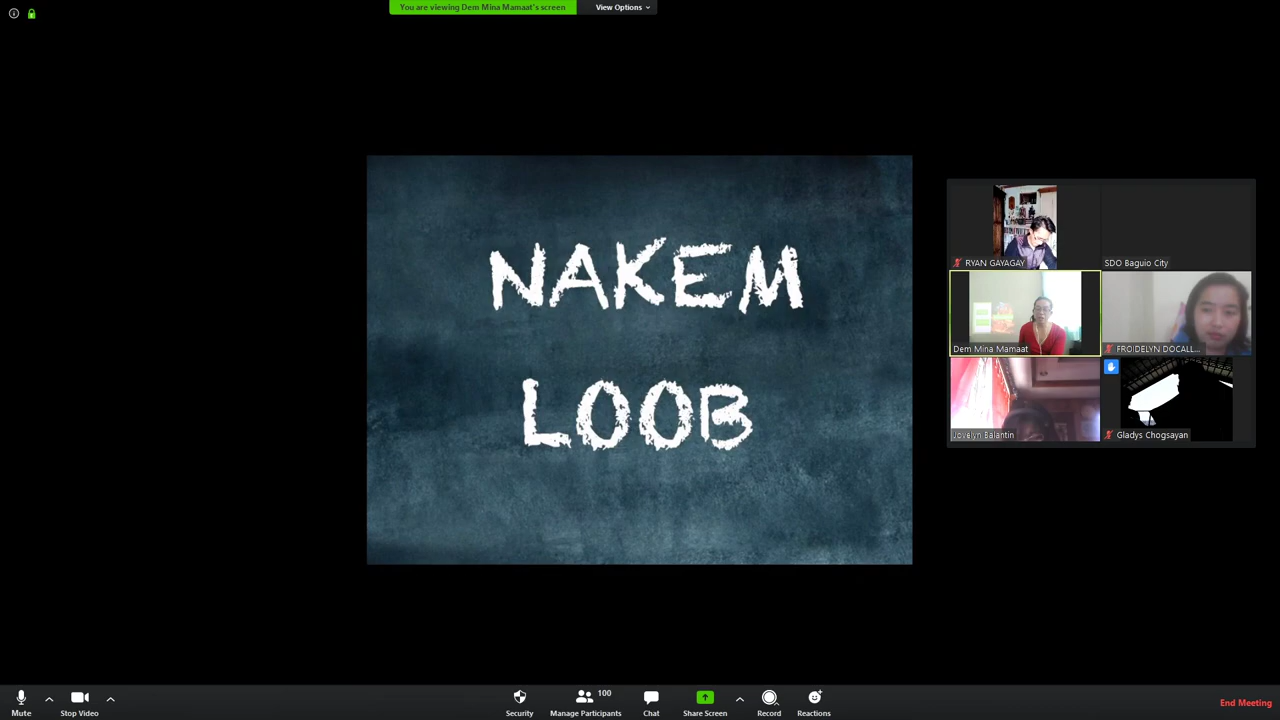 You are viewing Dem Mina Mamaat's screen
View Options
NAKEM
LOOB
RYAN GAYAGAY
SDO Baguio City
Dem Mina Mamaat
FROIDELYN DOCALL...
Jovelyn Balantin
Gladys Chogsayan
Mute
Stop Video
Security
100
Manage Participants
Chat
Share Screen
Record
Reactions
End Meeting